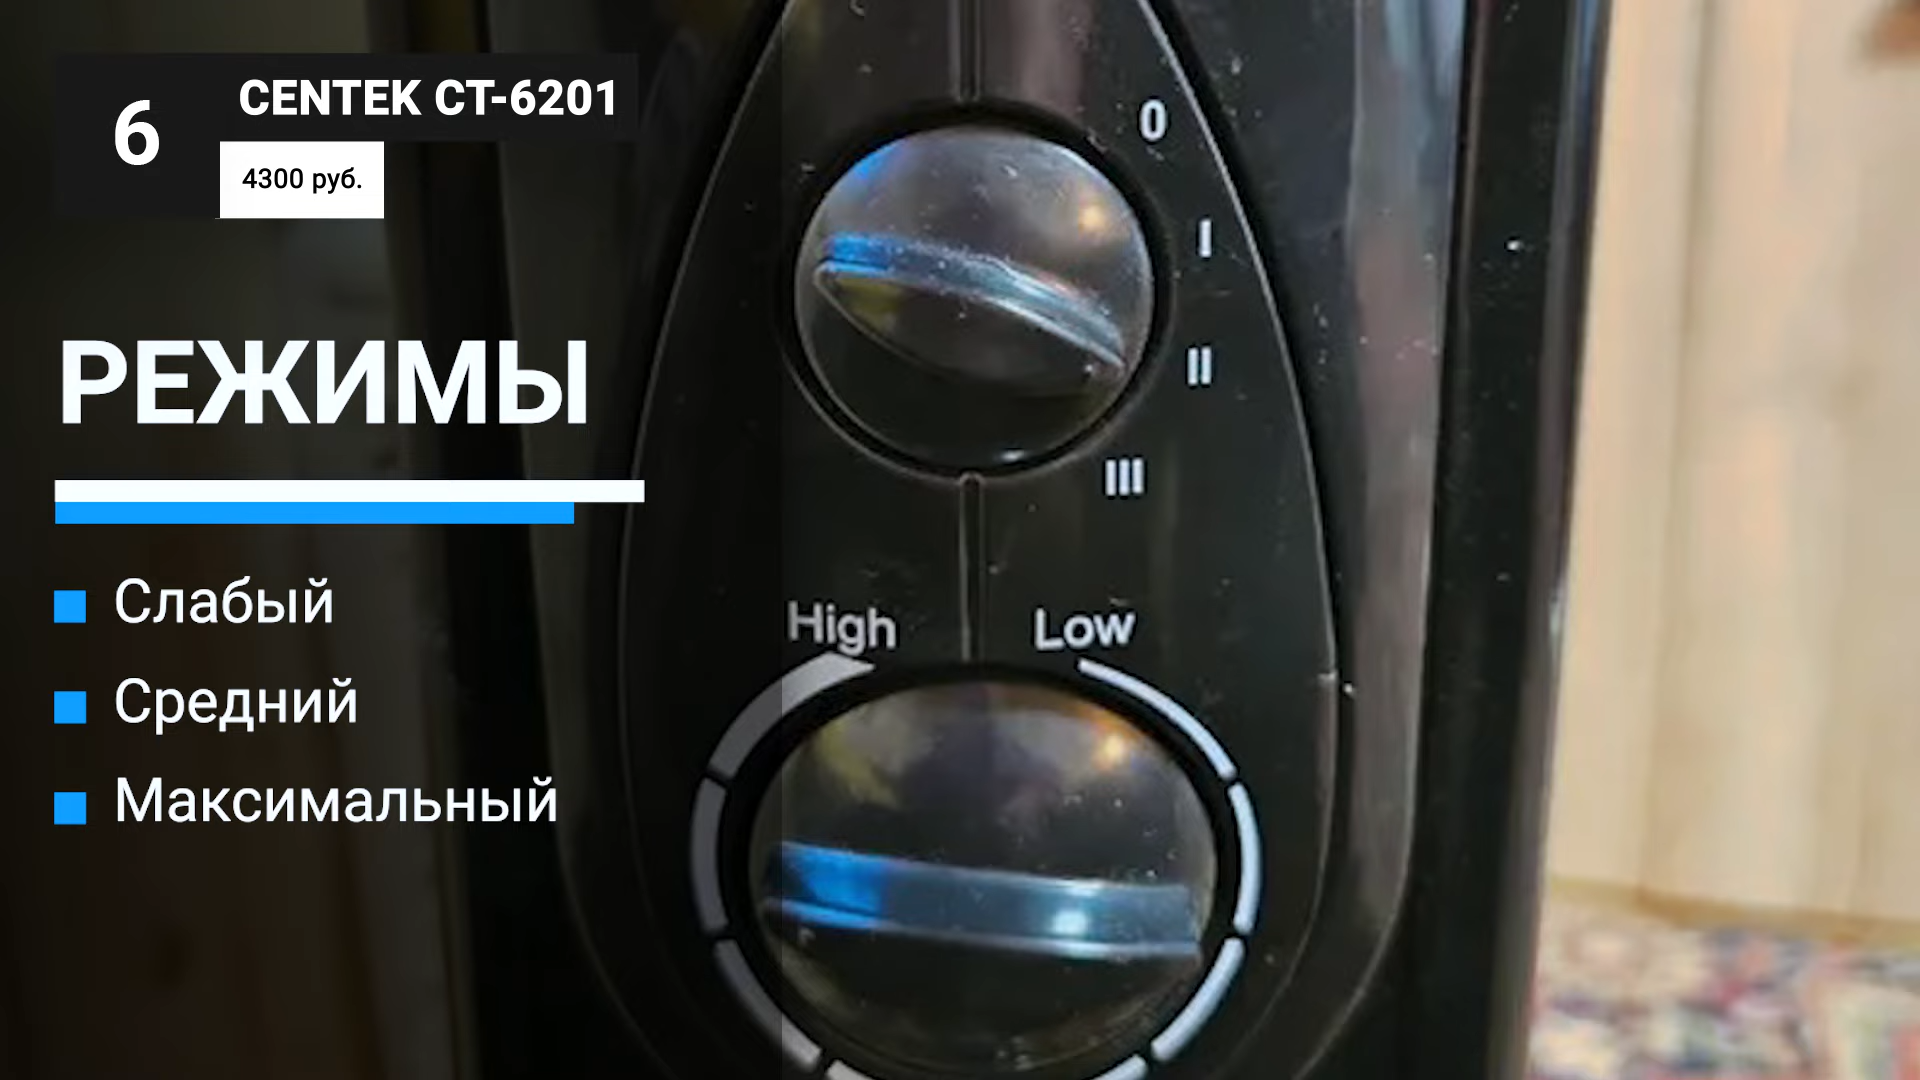 6
CENTEK CT-6201
4300 руб.
РЕЖИМЫ
Слабый
Средний
Максимальный
0
I
II
III
High
Low